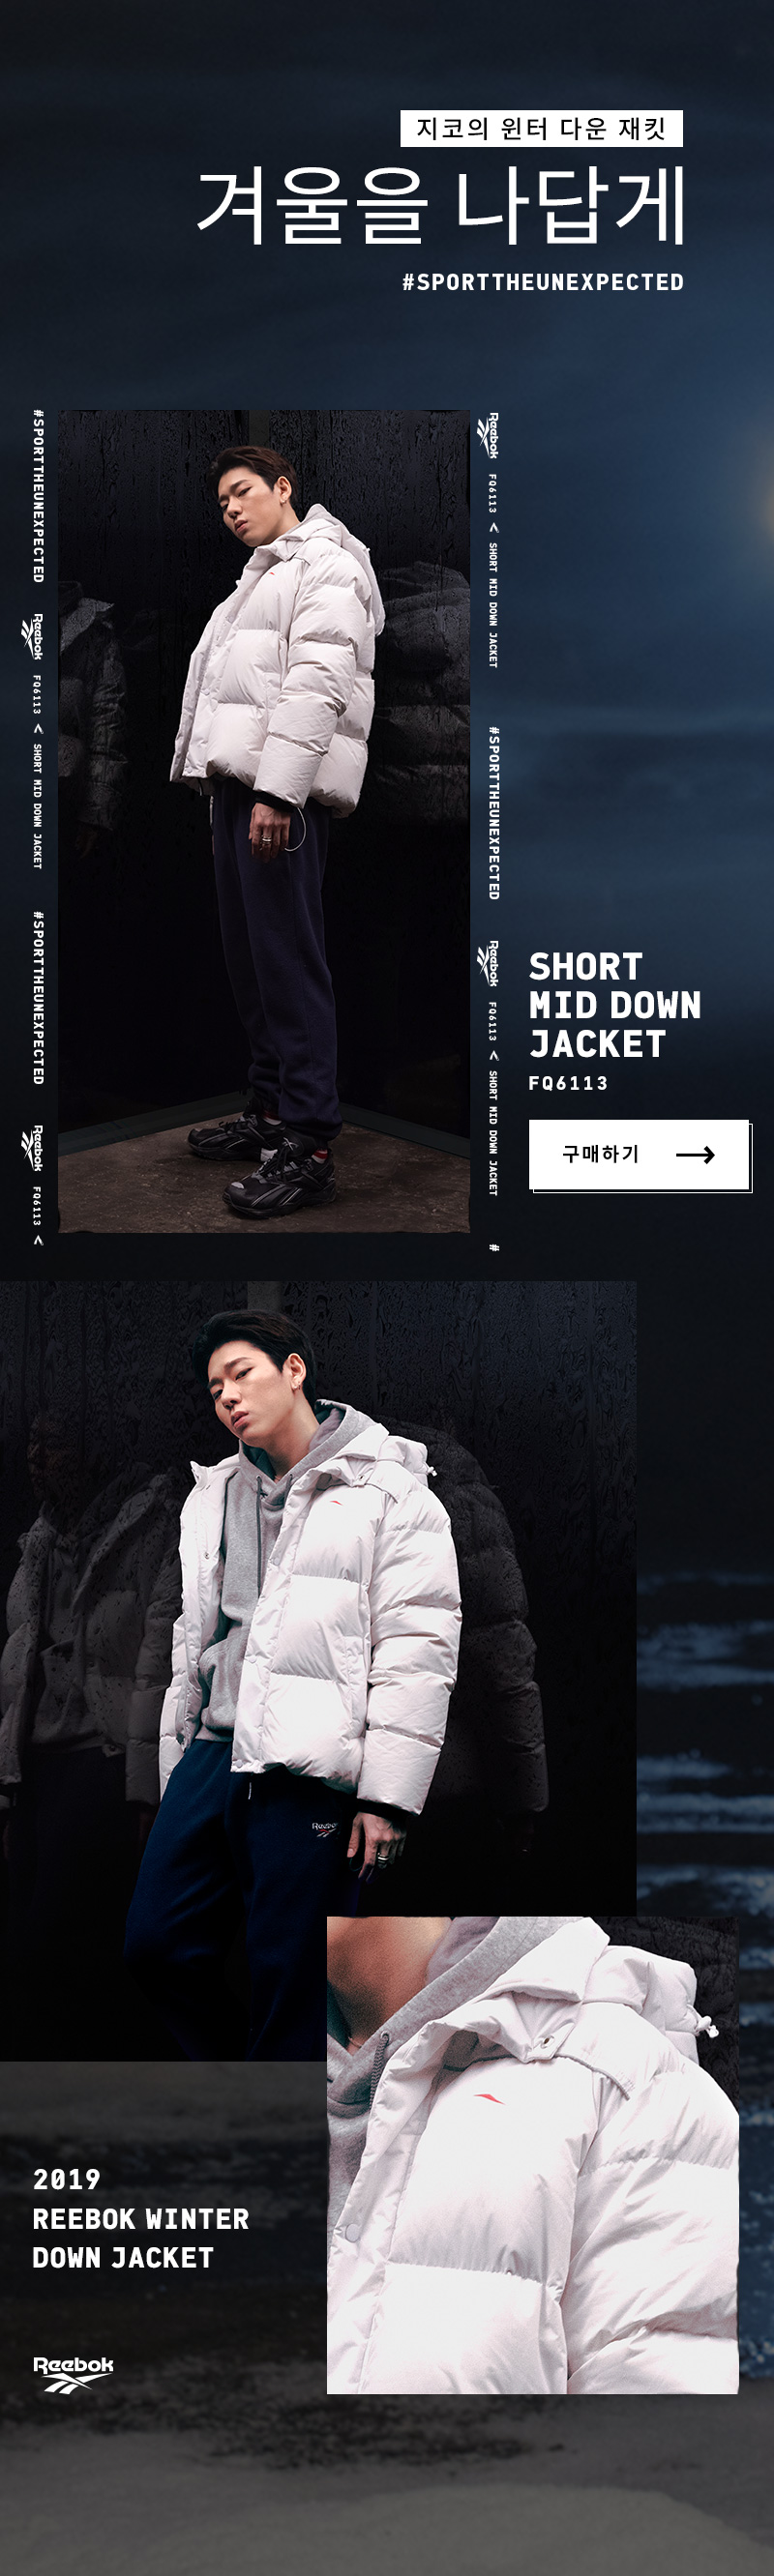 지코의 윈터 다운 재킷
겨울을 나답게
#SPORTTHEUNEXPECTED
#SPORTTHEUNEXPECTED
Reebok
FQ6113 < SHORT MID DOWN JACKET
#SPORTTHEUNEXPECTED
Reebok
FQ6113 <
Reebok
FQ6113 < SHORT MID DOWN JACKET
#SPORTTHEUNEXPECTED
Reebok
FQ6113 < SHORT MID DOWN JACKET
#
SHORT
MID DOWN
JACKET
FQ6113
구매하기 →
Reebok
2019
REEBOK WINTER
DOWN JACKET
Reebok